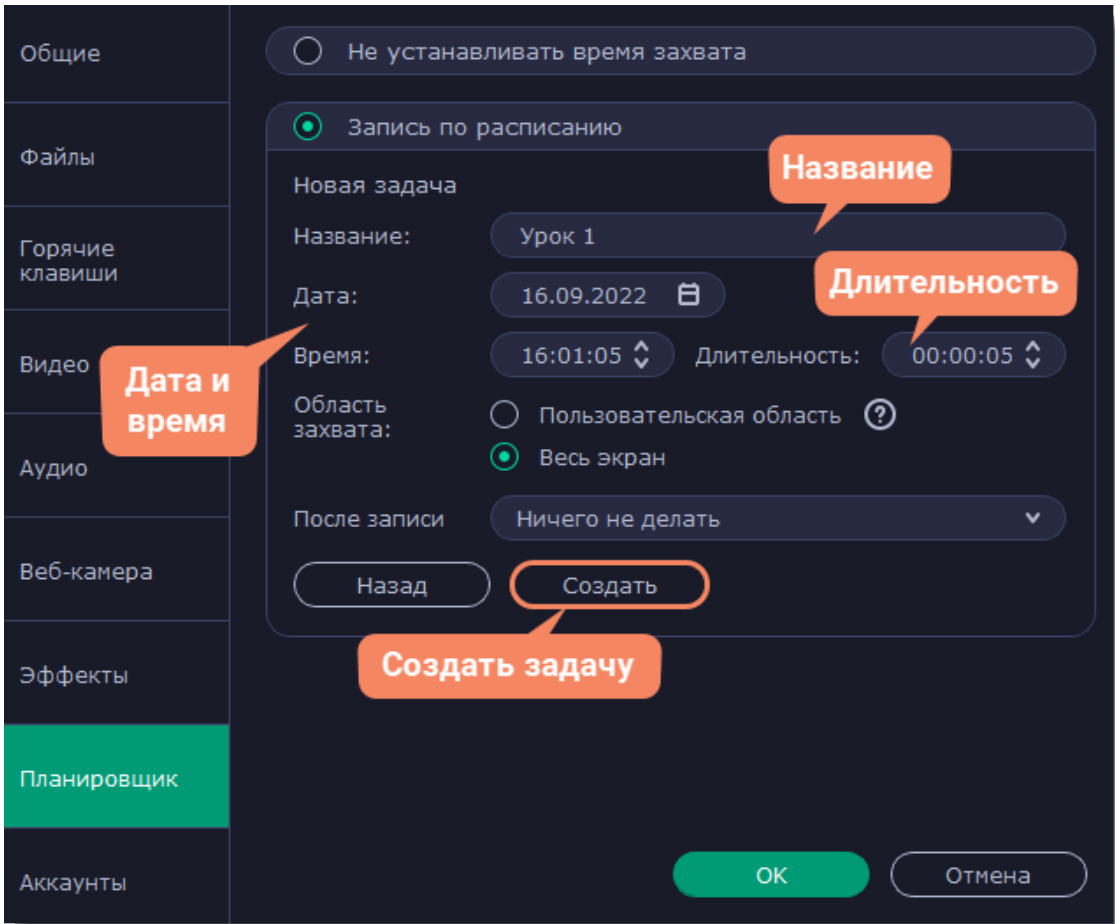 Общие
Файлы
Горячие
клавиши
Видео
Аудио
Веб-камера
Эффекты
Планировщик
Аккаунты
Не устанавливать время захвата
Запись по расписанию
Новая задача
Название
Название: Урок 1
Длительность
Дата: 16.09.2022
Дата и
время
Время: 16:01:05 Длительность: 00:00:05
Область
захвата:
Пользовательская область ?
Весь экран
После записи Ничего не делать
Назад Создать
Создать задачу
OK Отмена